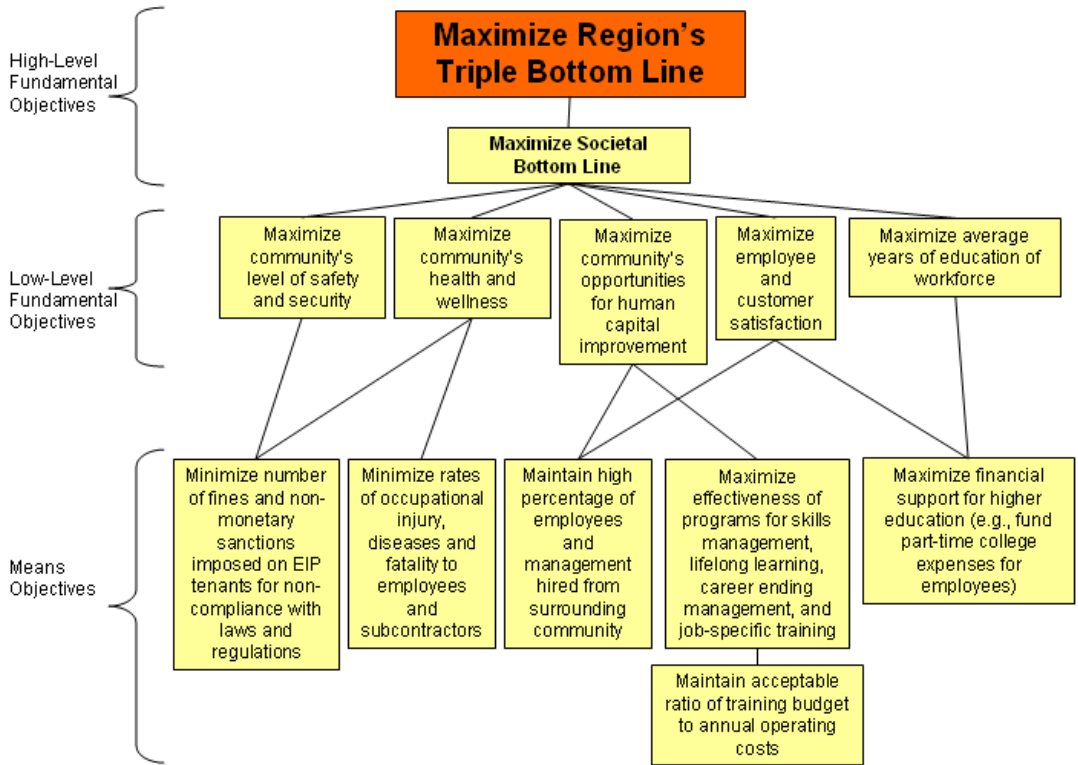 High-Level
Fundamental
Objectives
Maximize Region's
Triple Bottom Line
Maximize Societal
Bottom Line
Low-Level
Fundamental
Objectives
Maximize
community's
level of safety
and security
Maximize
community's
health and
wellness
Maximize
community's
opportunities
for human
capital
improvement
Maximize
employee
and
customer
satisfaction
Maximize average
years of education of
workforce
Means
Objectives
Minimize number
of fines and non-
monetary
sanctions
imposed on EIP
tenants for non-
compliance with
laws and
regulations
Minimize rates
of occupational
injury,
diseases and
fatality to
employees
and
subcontractors
Maintain high
percentage of
employees
and
management
hired from
surrounding
community
Maximize
effectiveness of
programs for skills
management,
lifelong learning,
career ending
management, and
job-specific training
Maximize financial
support for higher
education (e.g., fund
part-time college
expenses for
employees)
Maintain acceptable
ratio of training budget
to annual operating
costs